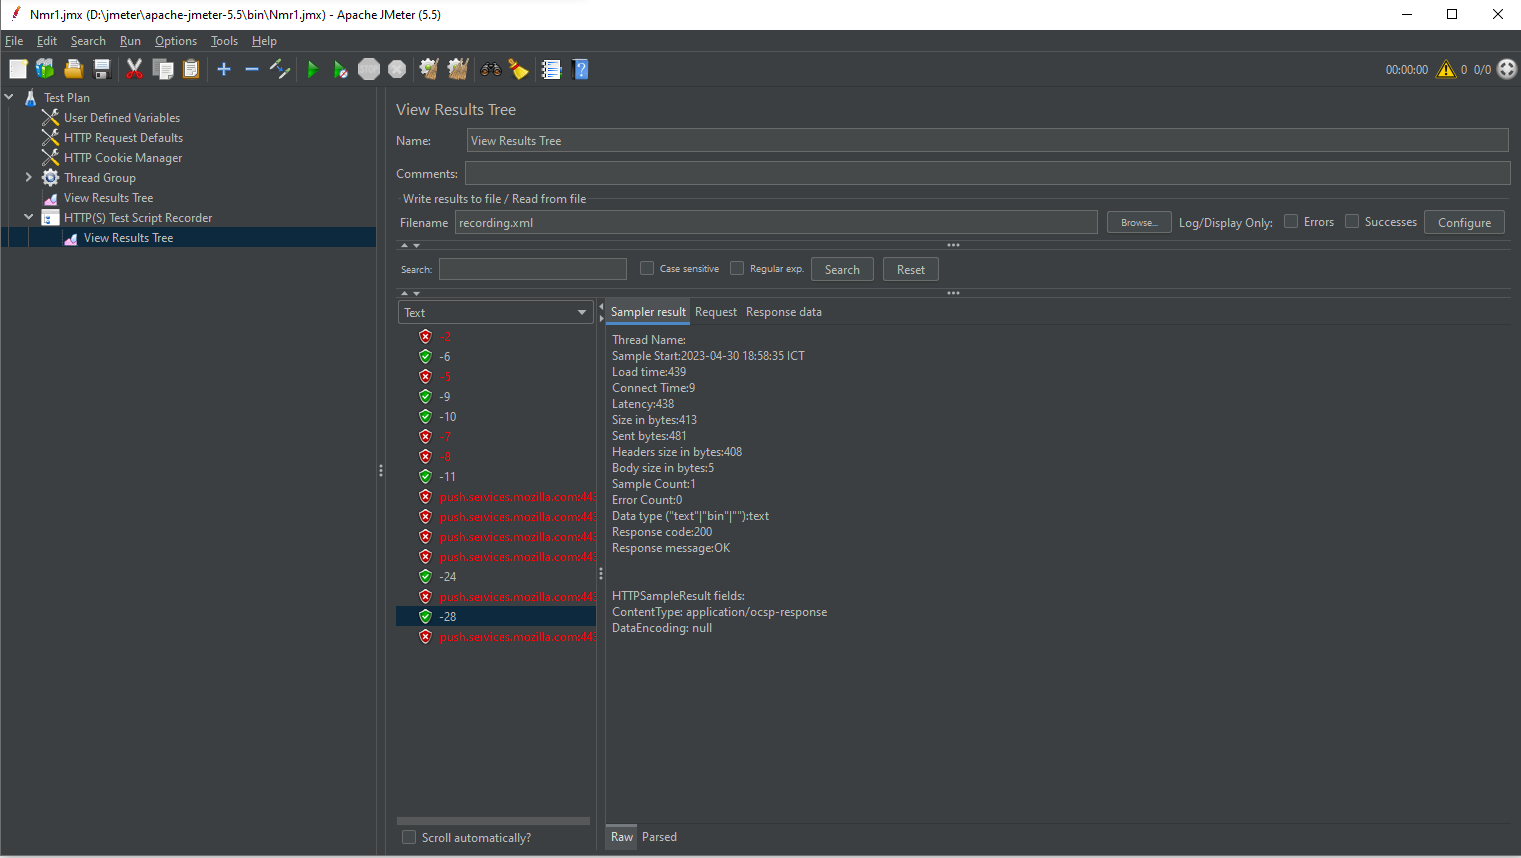 Nmr1.jmx (D:\jmeter\apache-jmeter-5.5\bin\Nmr1.jmx) - Apache JMeter (5.5)
File Edit Search Run Options Tools Help
STOP
00:00:00 0 0/0
Test Plan
User Defined Variables
HTTP Request Defaults
HTTP Cookie Manager
Thread Group
View Results Tree
HTTP(S) Test Script Recorder
View Results Tree
View Results Tree
Name: View Results Tree
Comments:
Write results to file / Read from file
Filename recording.xml Browse... Log/Display Only: Errors Successes Configure
Search: Case sensitive Regular exp. Search Reset
Text
-2
-6
-5
-9
-10
-7
-8
-11
push.services.mozilla.com:443
push.services.mozilla.com:443
push.services.mozilla.com:443
push.services.mozilla.com:443
-24
push.services.mozilla.com:443
-28
push.services.mozilla.com:443
Scroll automatically?
Sampler result Request Response data
Thread Name:
Sample Start:2023-04-30 18:58:35 ICT
Load time:439
Connect Time:9
Latency:438
Size in bytes:413
Sent bytes:481
Headers size in bytes:408
Body size in bytes:5
Sample Count:1
Error Count:0
Data type ("text"|"bin"|""):text
Response code:200
Response message:OK
HTTPSampleResult fields:
ContentType: application/ocsp-response
DataEncoding: null
Raw Parsed